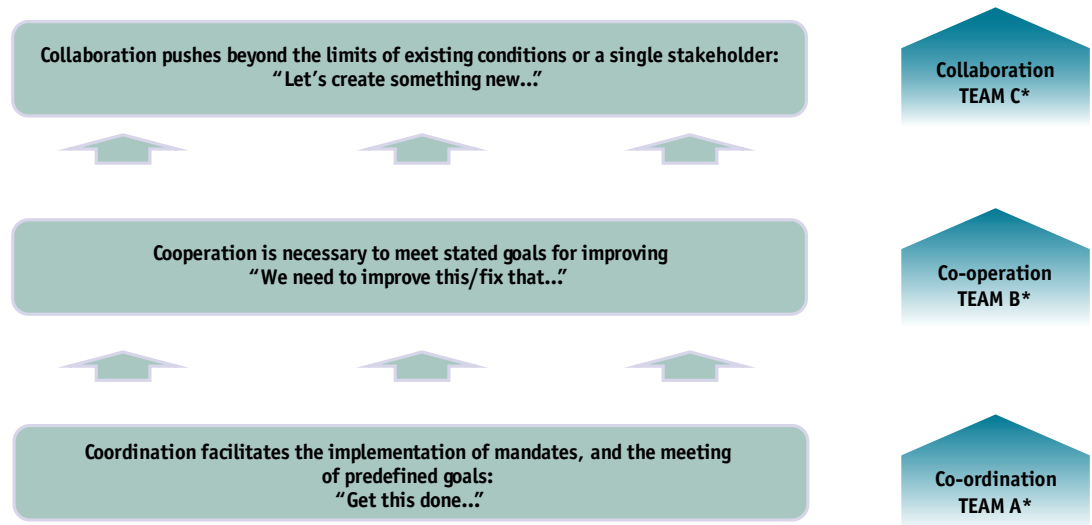 Collaboration pushes beyond the limits of existing conditions or a single stakeholder:
“Let’s create something new...”
Collaboration
TEAM C*
Cooperation is necessary to meet stated goals for improving
“We need to improve this/fix that...”
Co-operation
TEAM B*
Coordination facilitates the implementation of mandates, and the meeting
of predefined goals:
“Get this done...”
Co-ordination
TEAM A*